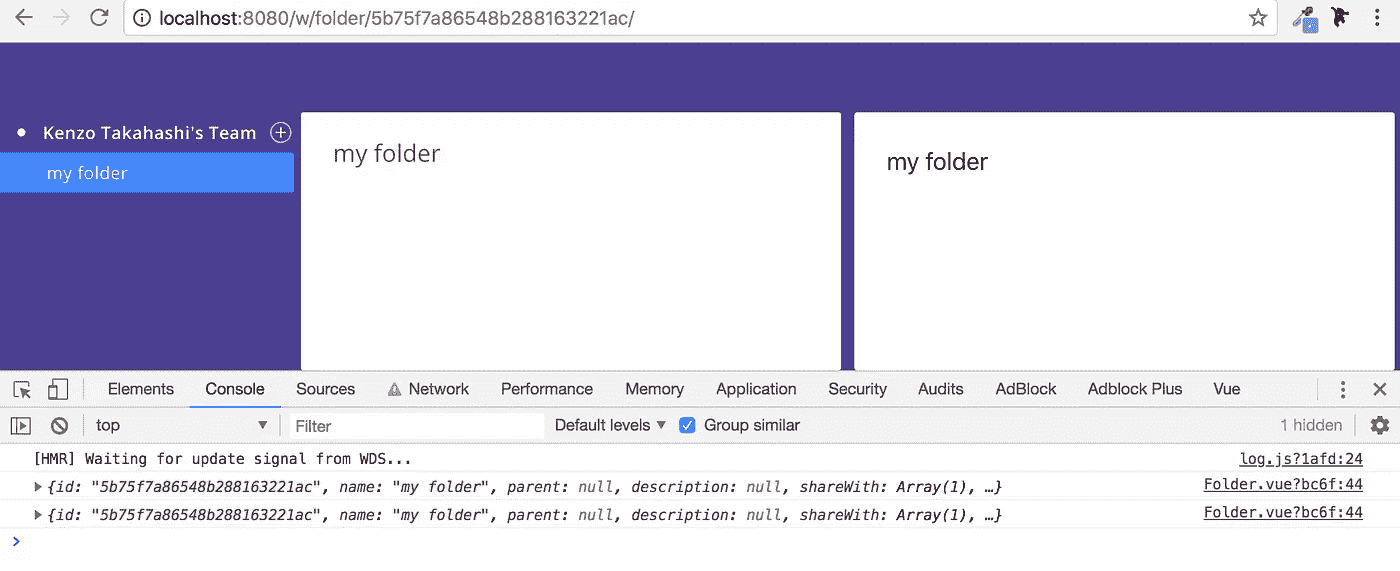 localhost:8080/w/folder/5b75f7a86548b288163221ac/
Kenzo Takahashi's Team
my folder
my folder
my folder
Elements Console Sources Network Performance Memory Application Security Audits AdBlock Adblock Plus Vue
top Filter Default levels Group similar 1 hidden
[HMR] Waiting for update signal from WDS... log.js?1afd:24
{id: "5b75f7a86548b288163221ac", name: "my folder", parent: null, description: null, shareWith: Array(1), …} Folder.vue?bc6f:44
{id: "5b75f7a86548b288163221ac", name: "my folder", parent: null, description: null, shareWith: Array(1), …} Folder.vue?bc6f:44